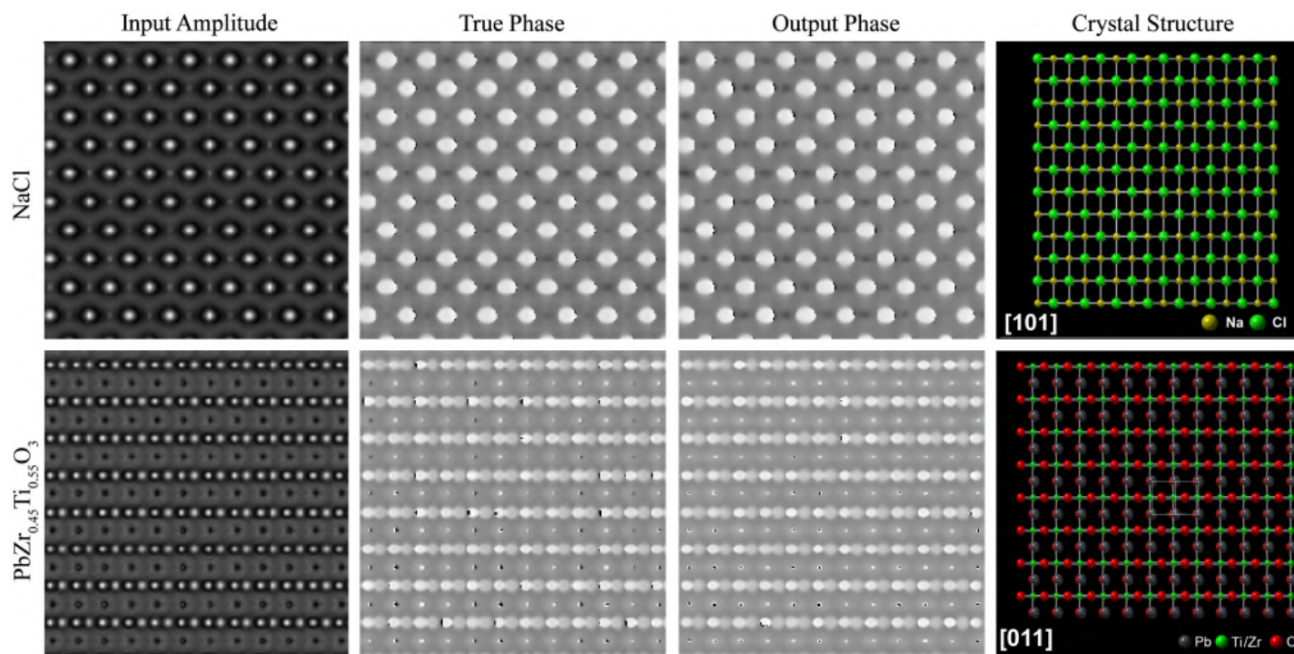 Input Amplitude True Phase Output Phase Crystal Structure
NaCl
[101] Na Cl
PbZr0.45Ti0.55O3
[011] Pb Ti/Zr O